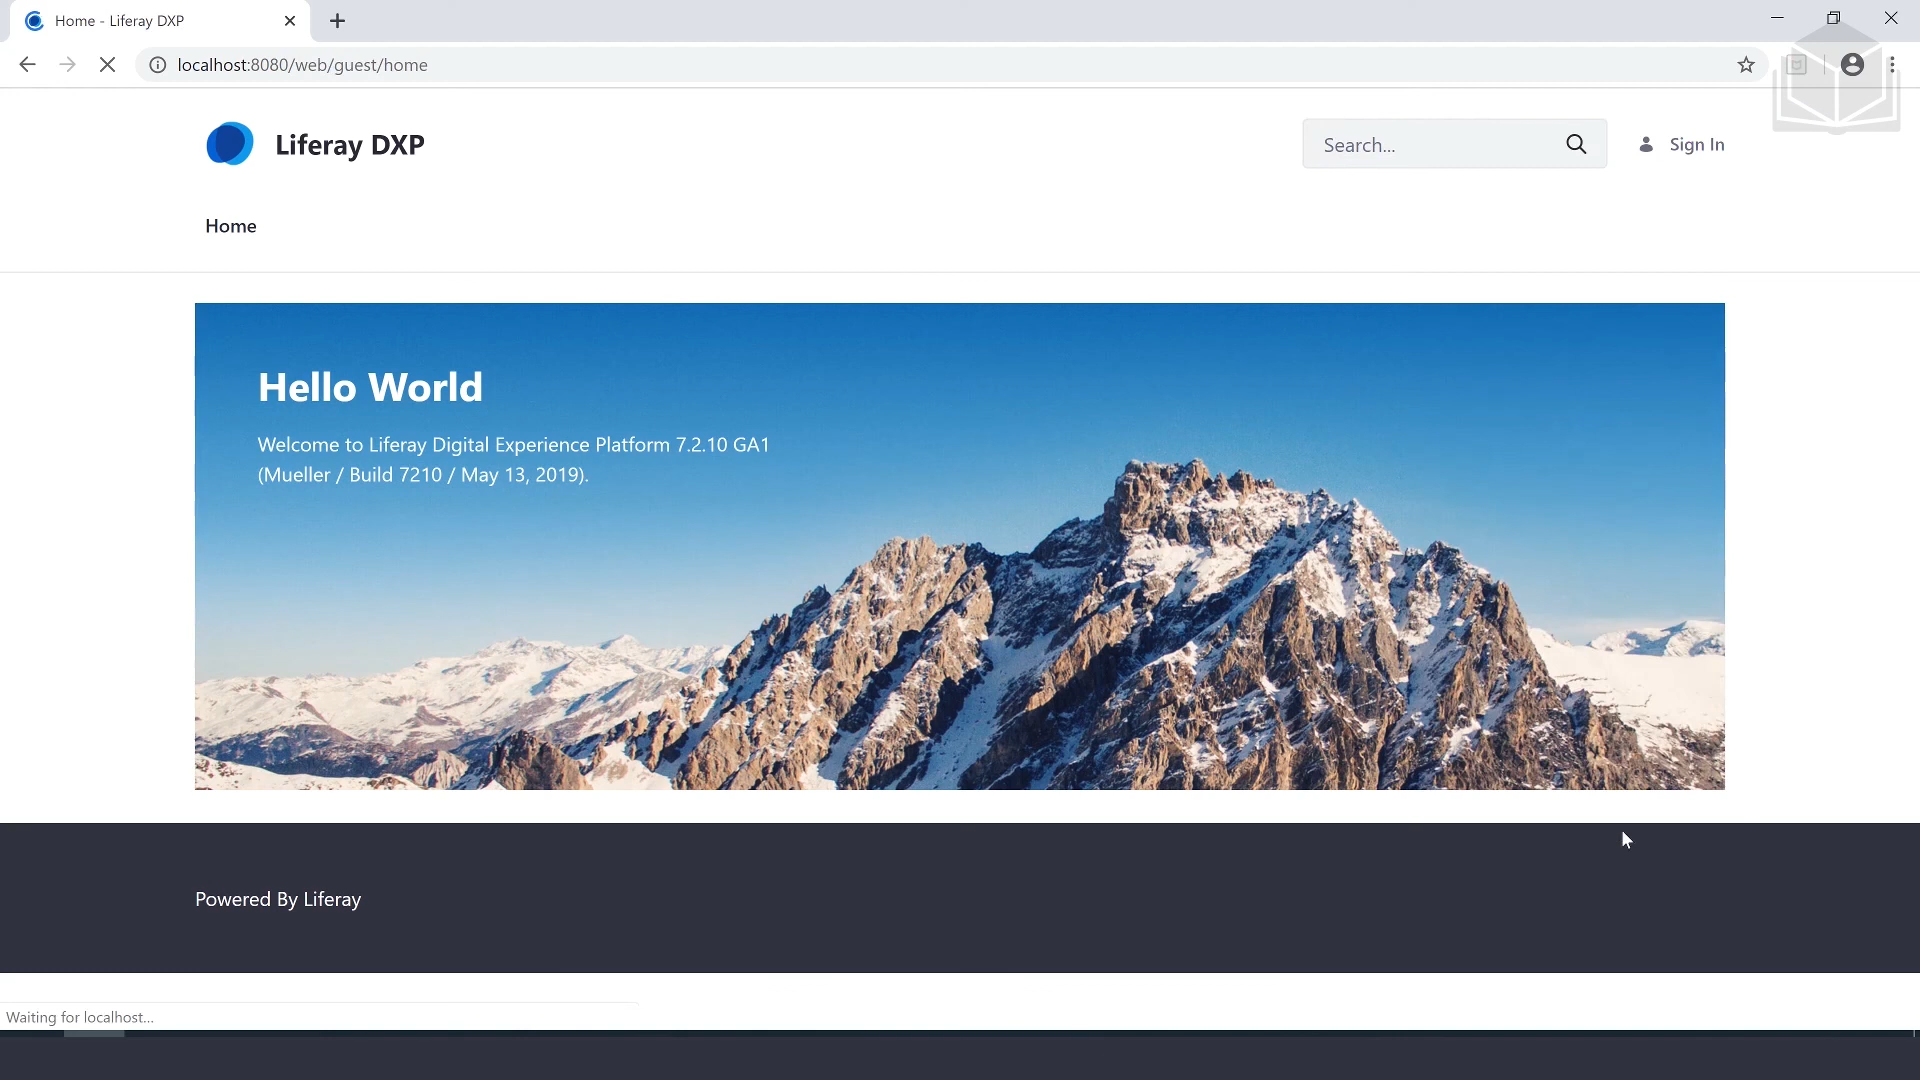 Home - Liferay DXP
localhost:8080/web/guest/home
Liferay DXP
Search...
Sign In
Home
Hello World
Welcome to Liferay Digital Experience Platform 7.2.10 GA1
(Mueller / Build 7210 / May 13, 2019).
Powered By Liferay
Waiting for localhost...